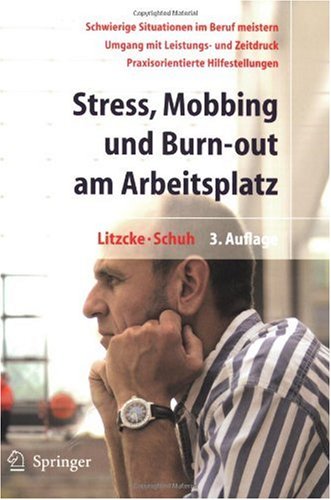 Schwierige Situationen im Beruf meistern
Umgang mit Leistungs- und Zeitdruck
Praxisorientierte Hilfestellungen
Stress, Mobbing
und Burn-out
am Arbeitsplatz
Litzcke · Schuh 3. Auflage
Springer